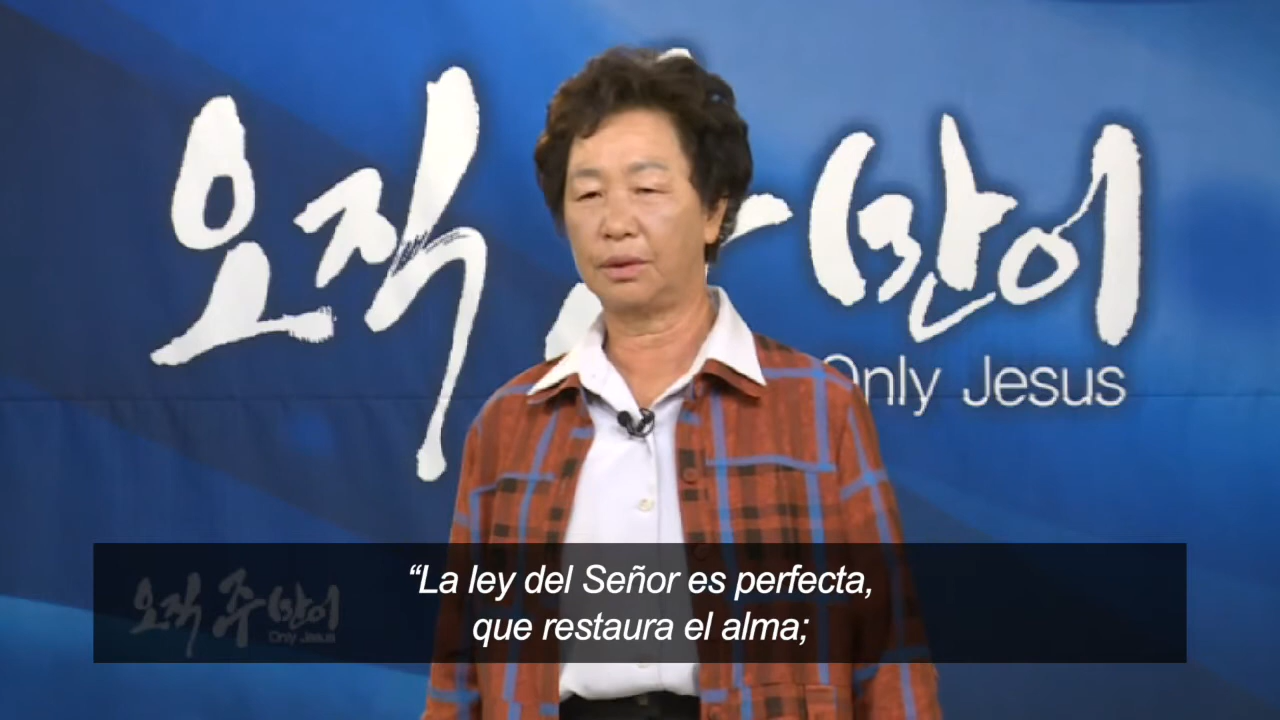 오직 만이
Only Jesus
“La ley del Señor es perfecta,
que restaura el alma;
오직 주 만이
Only Jesus